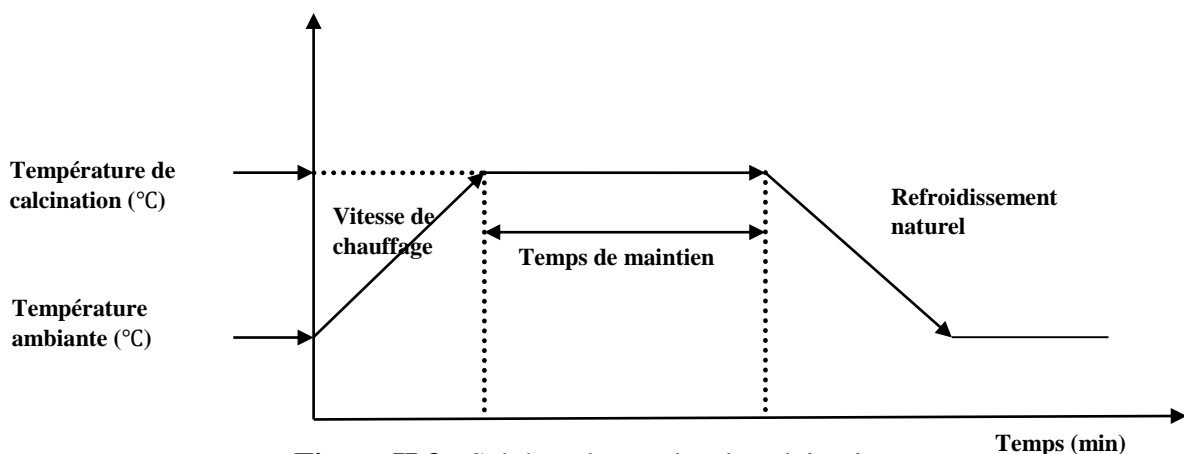 Température de
calcination (℃)
Vitesse de
chauffage
Temps de maintien
Refroidissement
naturel
Température
ambiante (℃)
Temps (min)